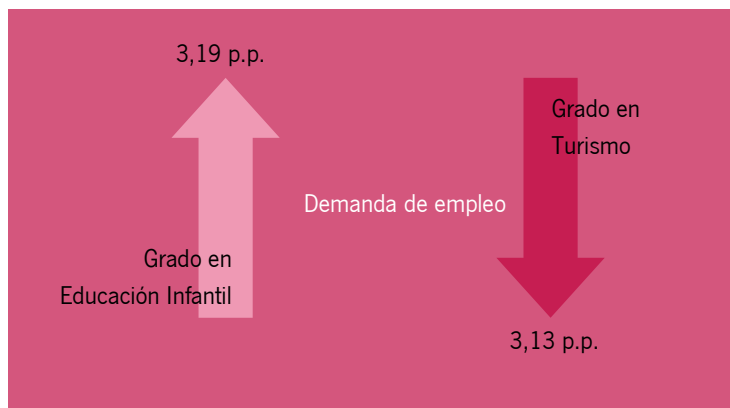 3,19 p.p.
Grado en
Turismo
Demanda de empleo
Grado en
Educación Infantil
3,13 p.p.